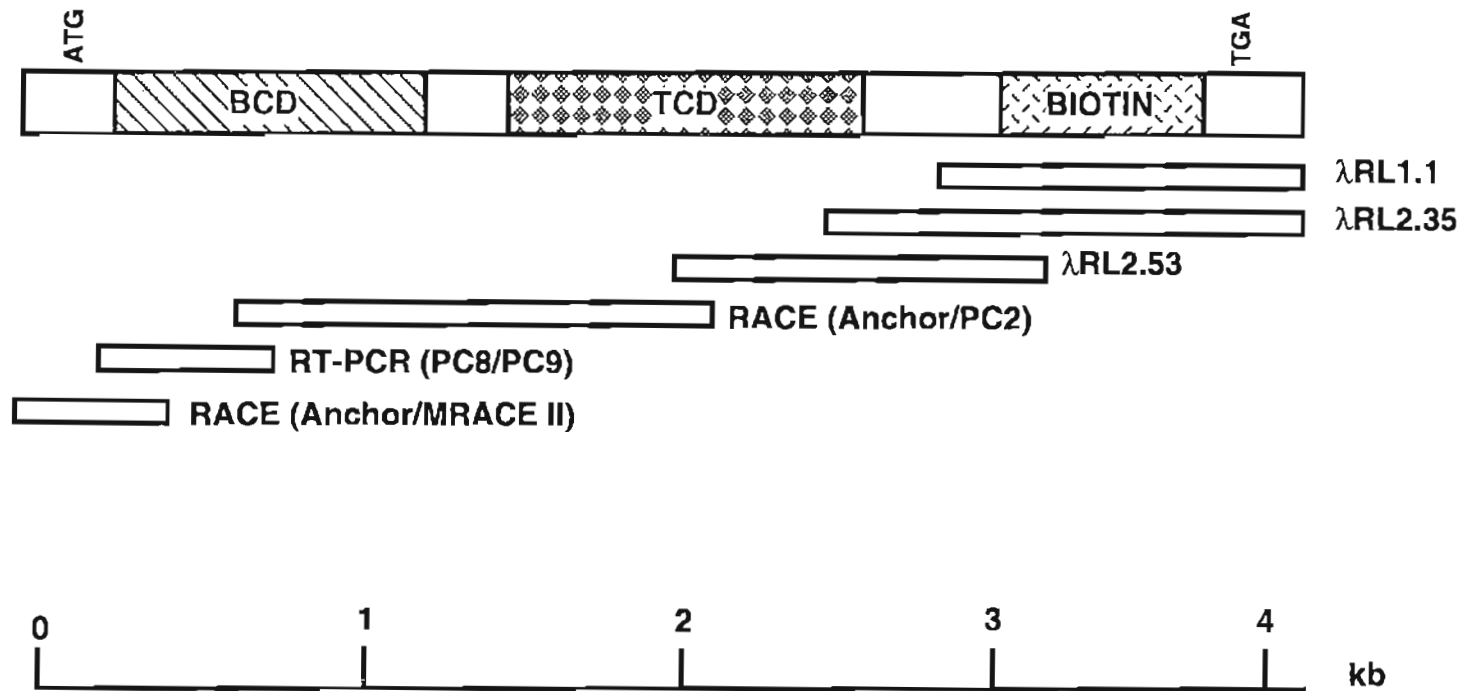 ATG
TGA
BCD
TCD
BIOTIN
λRL1.1
λRL2.35
λRL2.53
RACE (Anchor/PC2)
RT-PCR (PC8/PC9)
RACE (Anchor/MRACE II)
0 1 2 3 4
kb